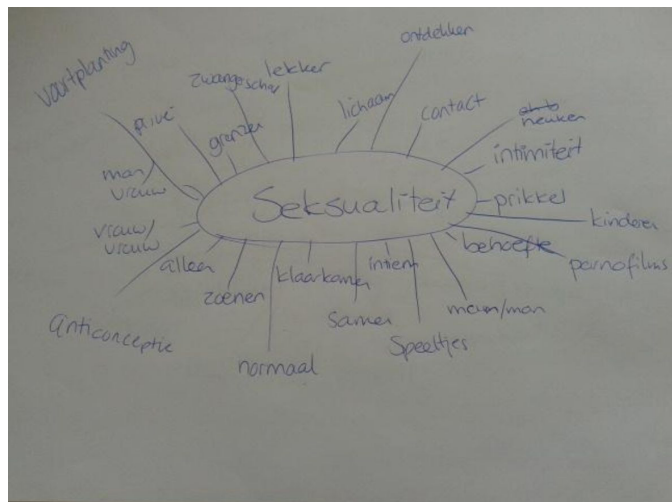 Seksualiteit
voortplanting
privé
grenzen
lekker
lichaam
ontdekken
contact
neuken
intimiteit
prikkel
kinderen
behoefte
pornofilms
man/man
Speeltjes
intiem
samen
klaarkomen
normaal
zoenen
alleen
anticonceptie
vrouw/
vrouw
man/
vrouw